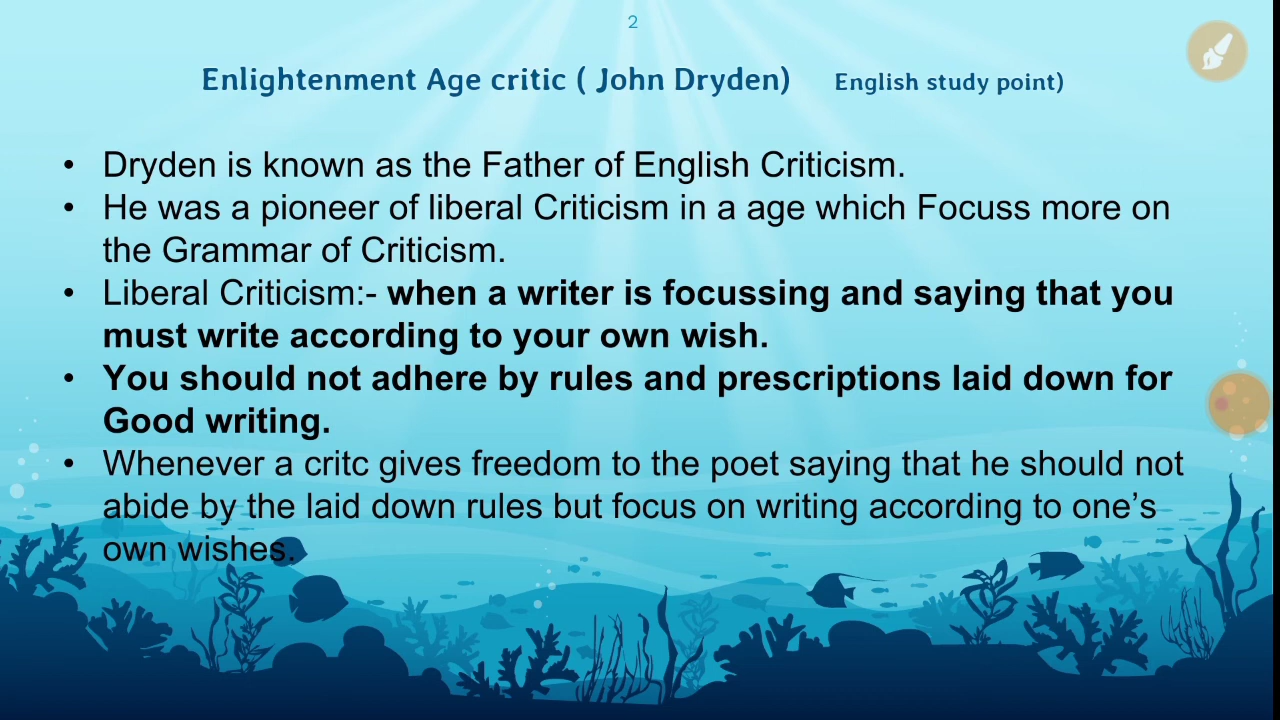 2
Enlightenment Age critic ( John Dryden) English study point)
• Dryden is known as the Father of English Criticism.
• He was a pioneer of liberal Criticism in a age which Focuss more on
the Grammar of Criticism.
• Liberal Criticism:- when a writer is focussing and saying that you
must write according to your own wish.
• You should not adhere by rules and prescriptions laid down for
Good writing.
• Whenever a critc gives freedom to the poet saying that he should not
abide by the laid down rules but focus on writing according to one’s
own wishes.